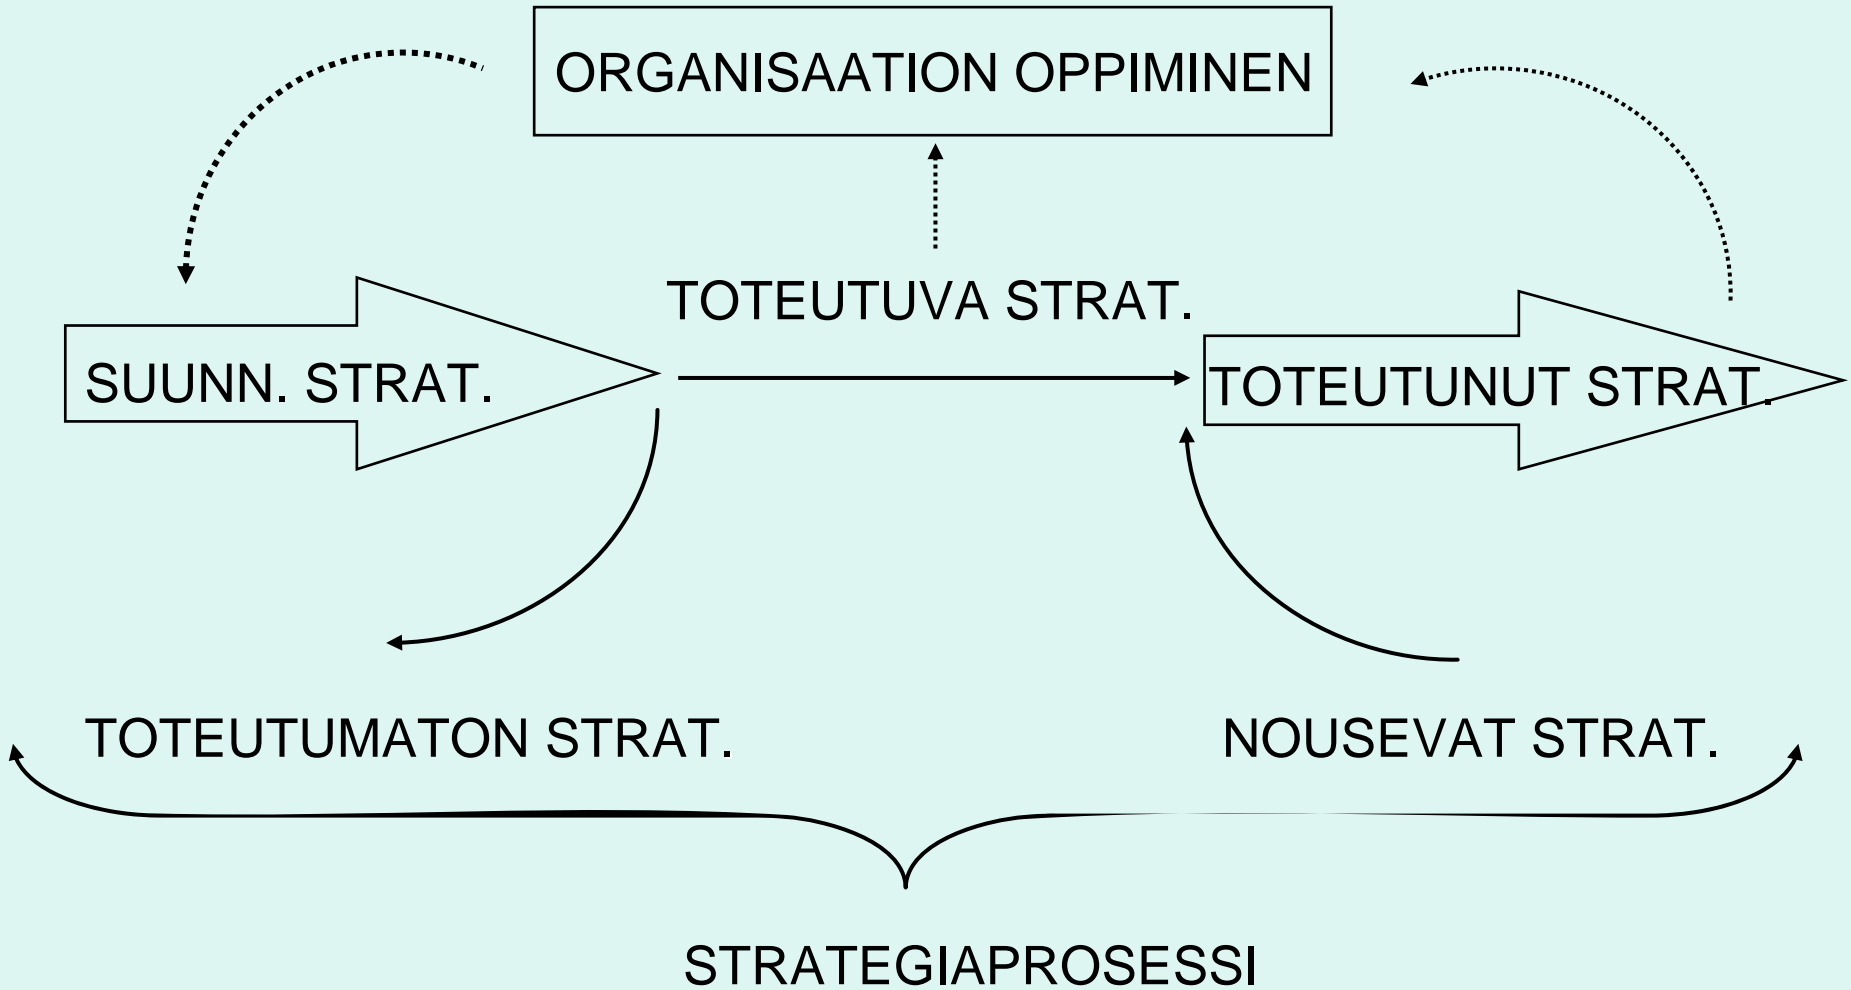 ORGANISAATION OPPIMINEN
TOTEUTUVA STRAT.
SUUNN. STRAT.
TOTEUTUNUT STRAT.
TOTEUTUMATON STRAT.
NOUSEVAT STRAT.
STRATEGIAPROSESSI